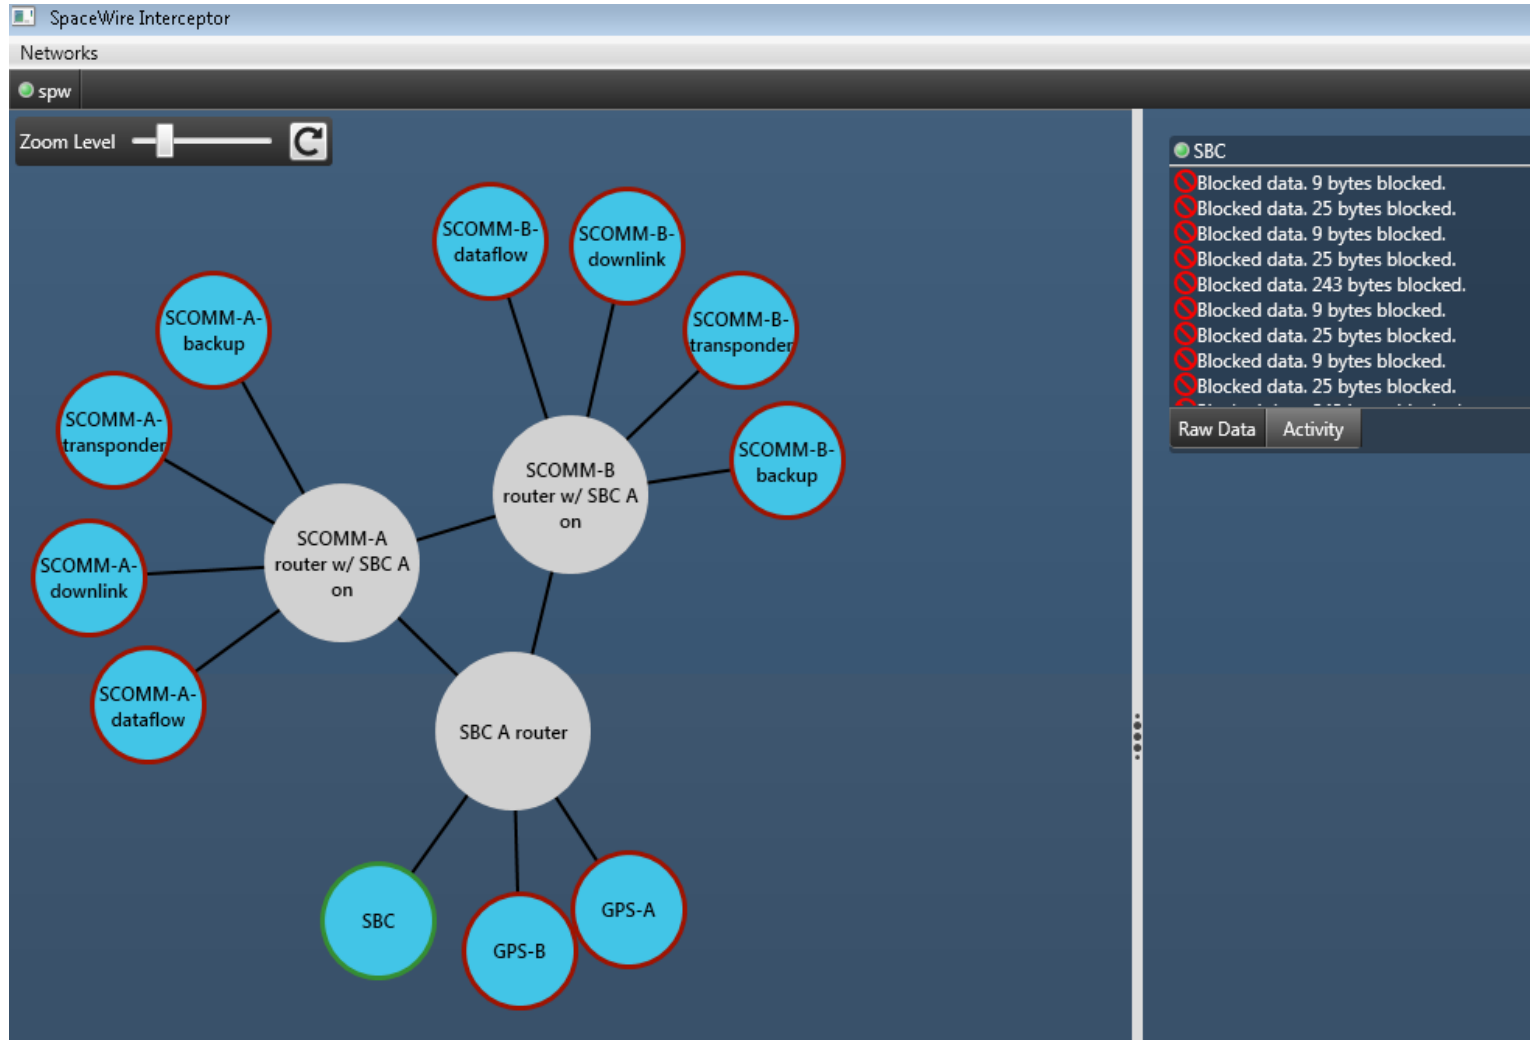 SpaceWire Interceptor
Networks
spw
Zoom Level
SCOMM-B-
dataflow
SCOMM-B-
downlink
SCOMM-A-
backup
SCOMM-B-
transponder
SCOMM-A-
transponder
SCOMM-B-
backup
SCOMM-B
router w/ SBC A
on
SCOMM-A
router w/ SBC A
on
SCOMM-A-
downlink
SCOMM-A-
dataflow
SBC A router
SBC
GPS-B
GPS-A
SBC
Blocked data. 9 bytes blocked.
Blocked data. 25 bytes blocked.
Blocked data. 9 bytes blocked.
Blocked data. 25 bytes blocked.
Blocked data. 243 bytes blocked.
Blocked data. 9 bytes blocked.
Blocked data. 25 bytes blocked.
Blocked data. 9 bytes blocked.
Blocked data. 25 bytes blocked.
Raw Data
Activity